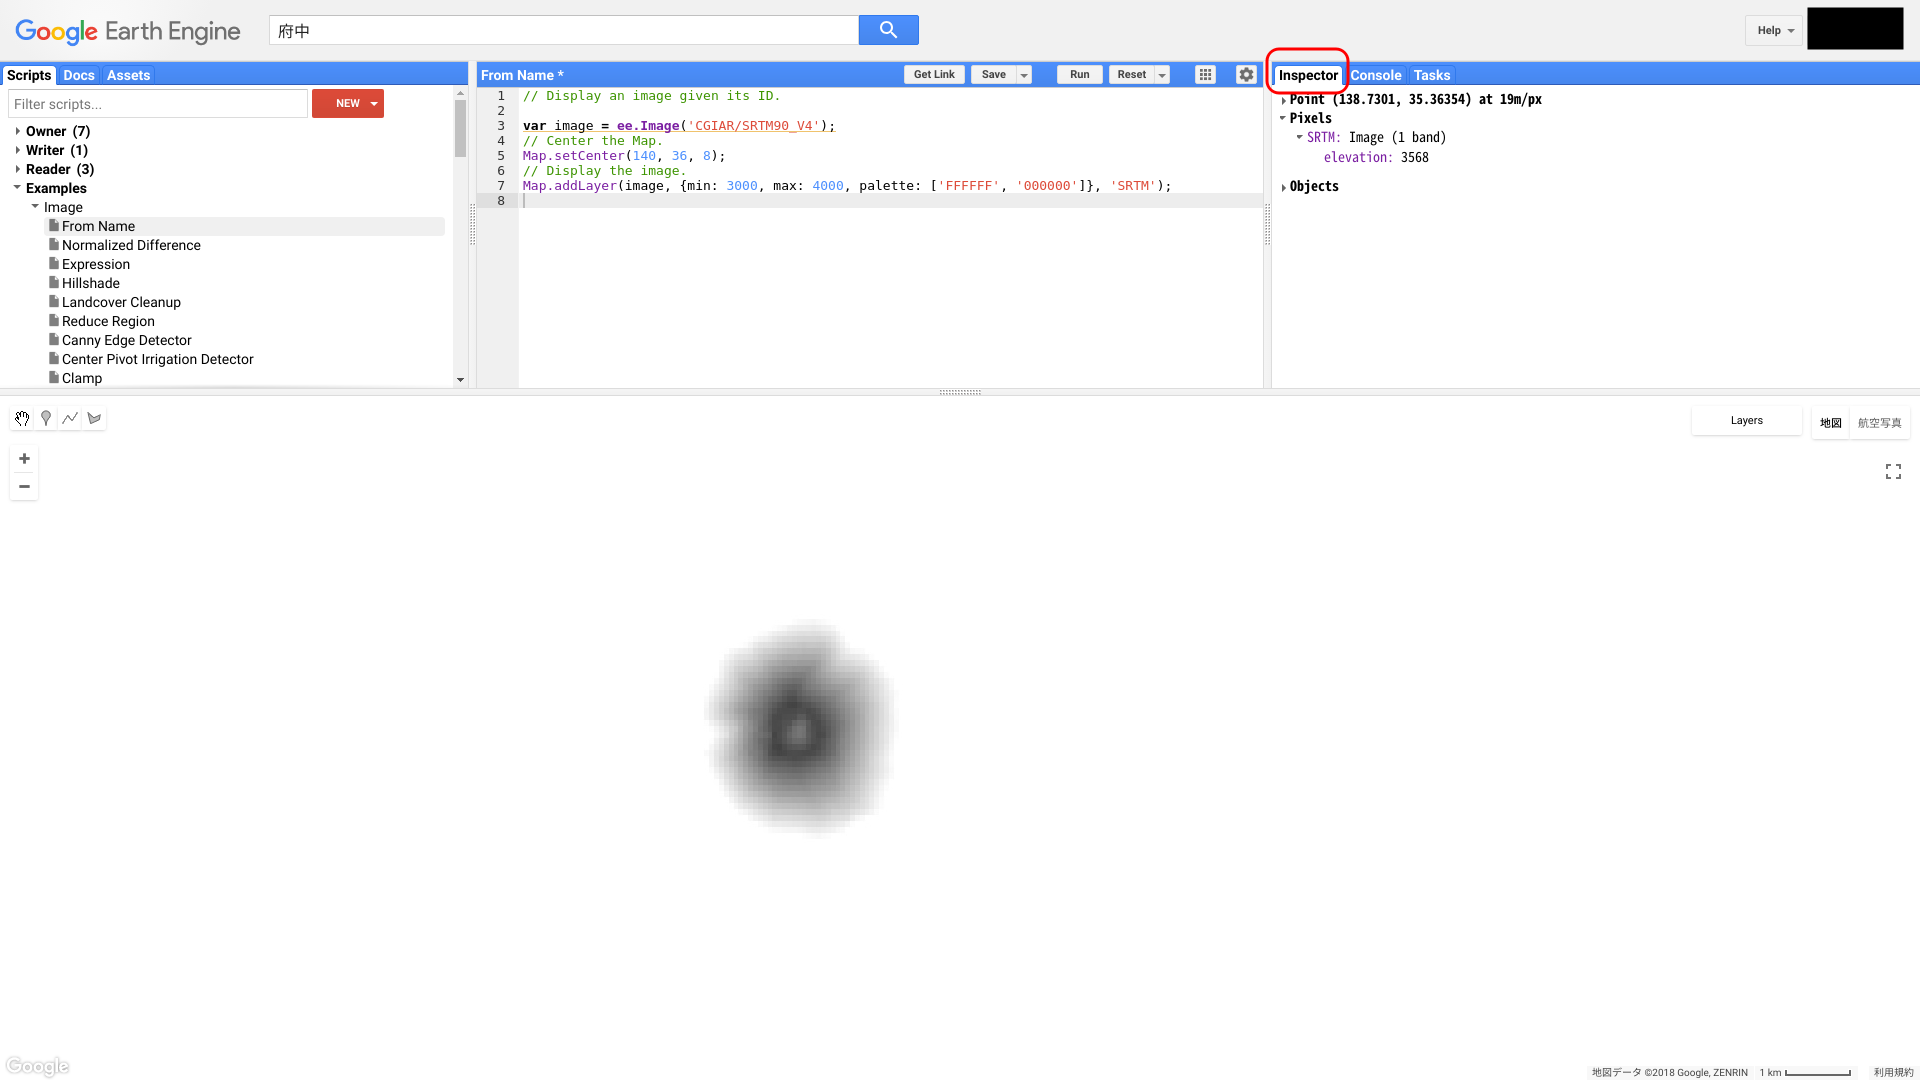 Google Earth Engine
府中
Help
Scripts Docs Assets
Filter scripts...
NEW
Owner (7)
Writer (1)
Reader (3)
Examples
Image
From Name
Normalized Difference
Expression
Hillshade
Landcover Cleanup
Reduce Region
Canny Edge Detector
Center Pivot Irrigation Detector
Clamp
From Name *
Get Link Save Run Reset
1 // Display an image given its ID.
2
3 var image = ee.Image('CGIAR/SRTM90_V4');
4 // Center the Map.
5 Map.setCenter(140, 36, 8);
6 // Display the image.
7 Map.addLayer(image, {min: 3000, max: 4000, palette: ['FFFFFF', '000000']}, 'SRTM');
8
Inspector Console Tasks
Point (138.7301, 35.36354) at 19m/px
Pixels
SRTM: Image (1 band)
elevation: 3568
Objects
Layers
地図 航空写真
Google
地図データ ©2018 Google, ZENRIN 1 km 利用規約